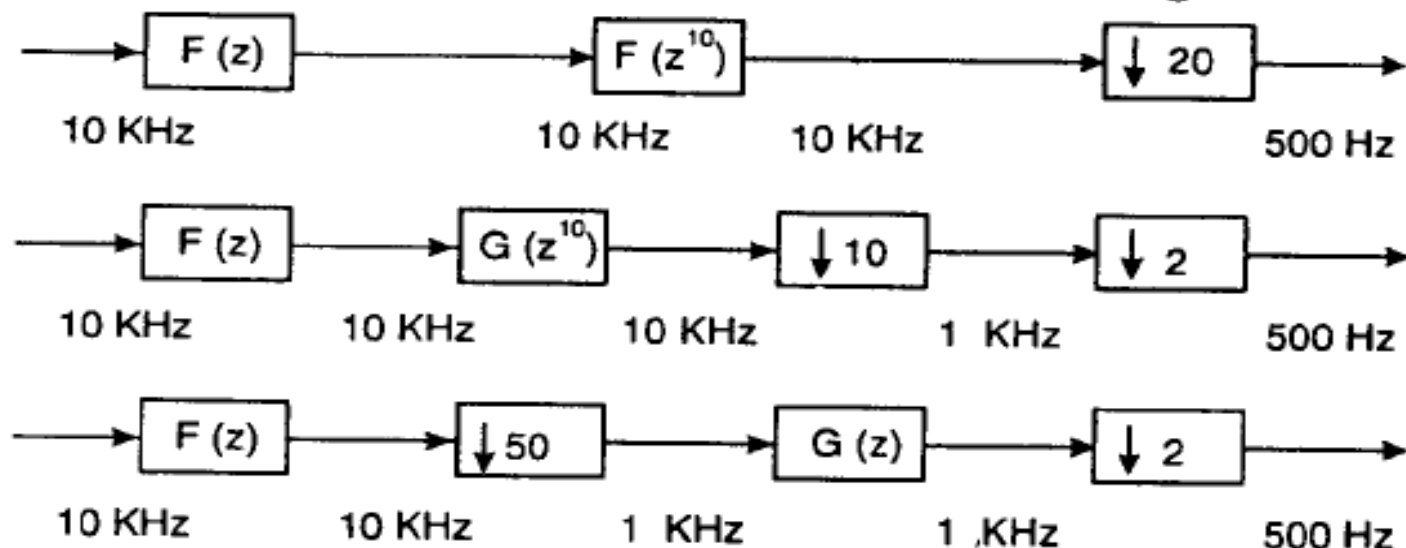 F (z) F (z^10) ↓ 20
10 KHz 10 KHz 10 KHz 500 Hz
F (z) G (z^10) ↓ 10 ↓ 2
10 KHz 10 KHz 10 KHz 1 KHz 500 Hz
F (z) ↓ 50 G (z) ↓ 2
10 KHz 10 KHz 1 KHz 1 KHz 500 Hz